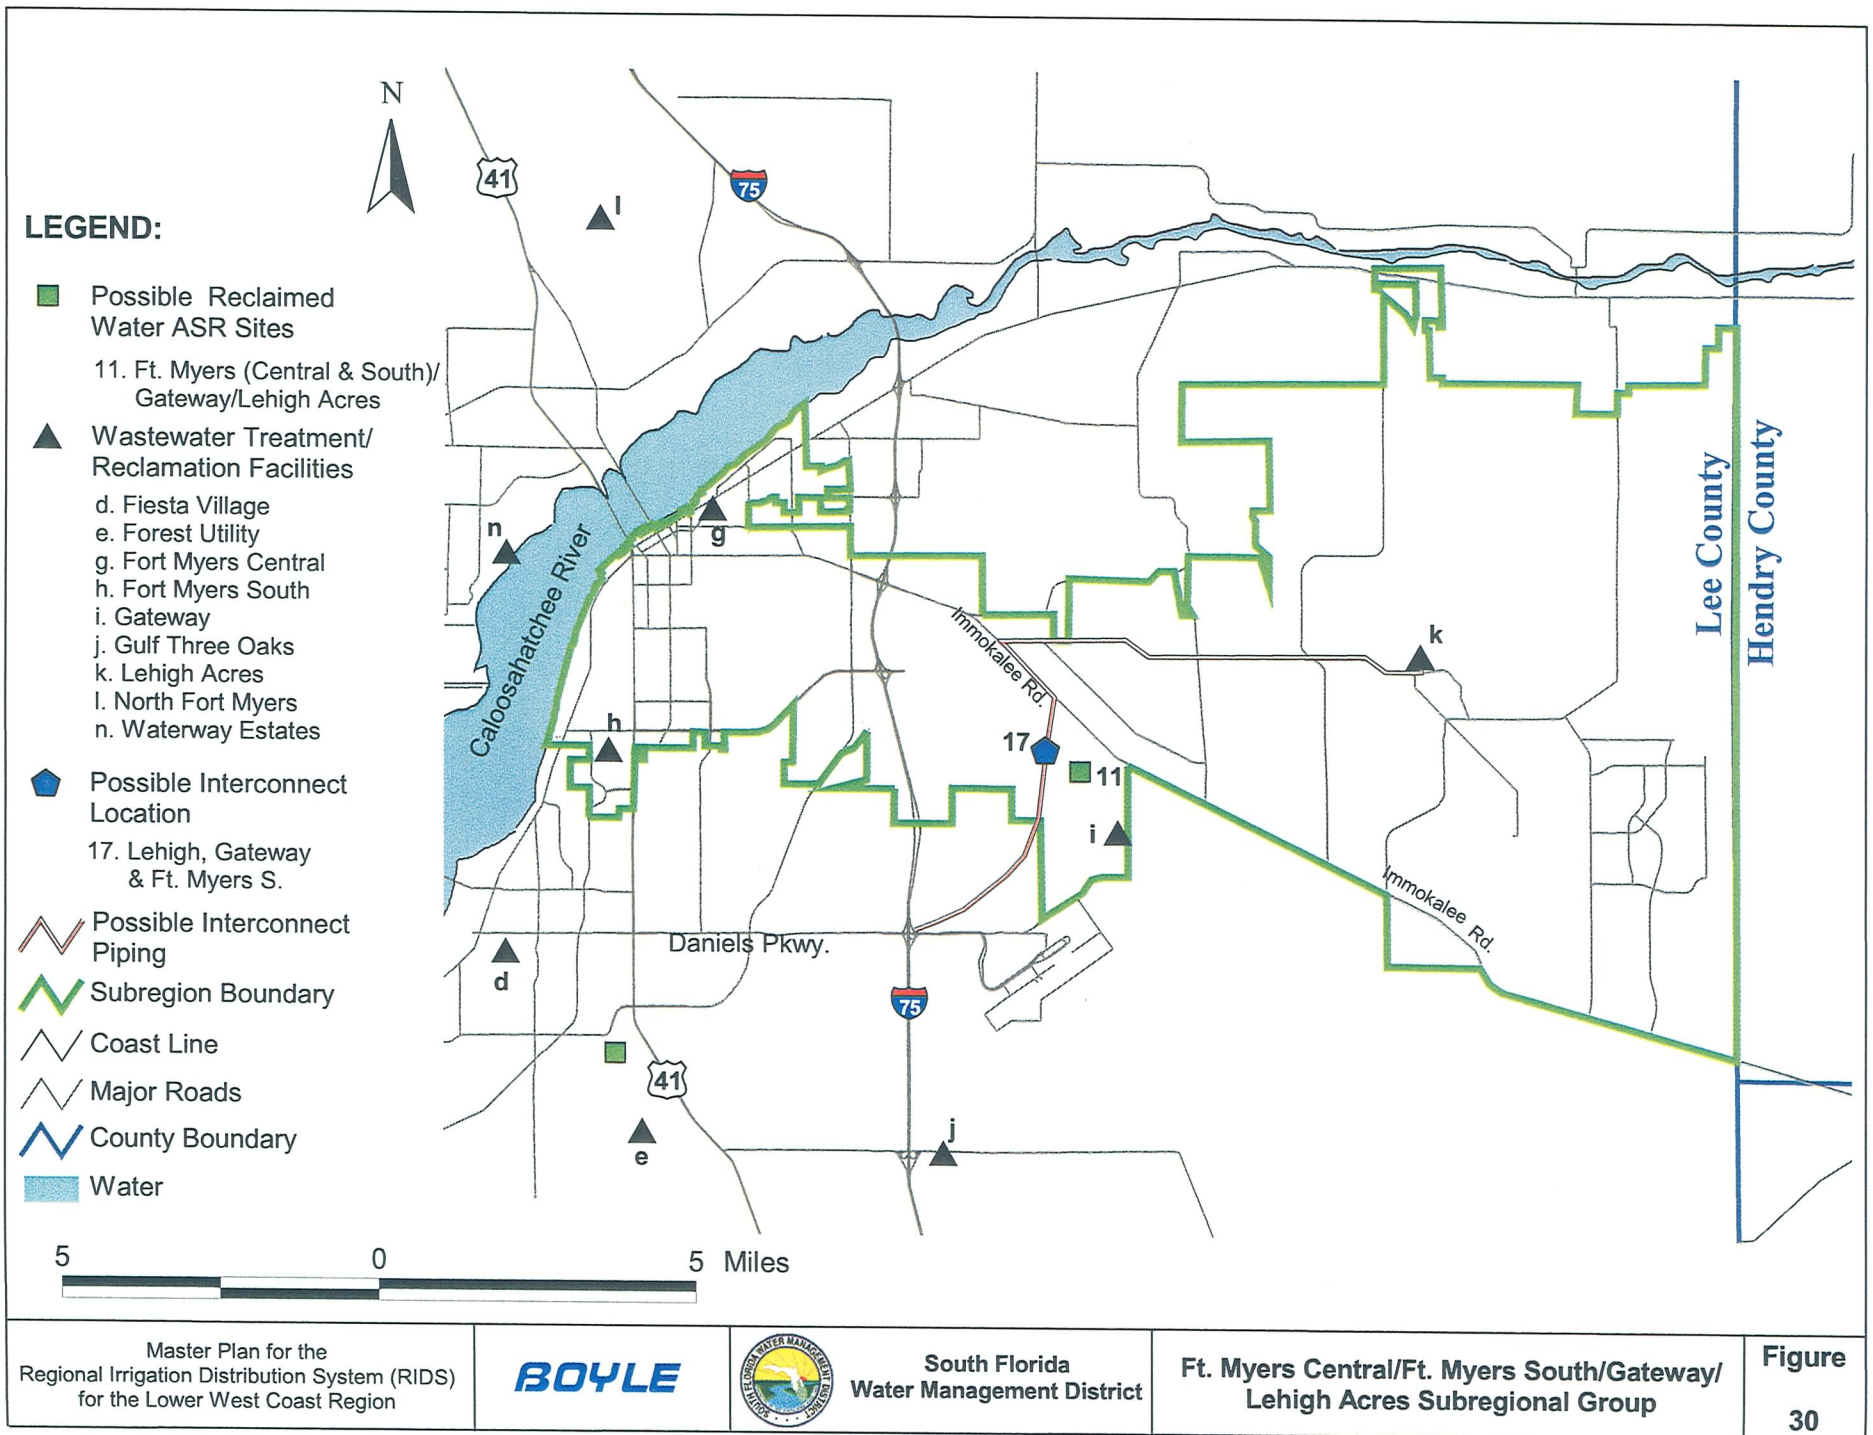 N
41
75
l
LEGEND:
Possible Reclaimed
Water ASR Sites
11. Ft. Myers (Central & South)/
Gateway/Lehigh Acres
Wastewater Treatment/
Reclamation Facilities
d. Fiesta Village
e. Forest Utility
g. Fort Myers Central
h. Fort Myers South
i. Gateway
j. Gulf Three Oaks
k. Lehigh Acres
l. North Fort Myers
n. Waterway Estates
Possible Interconnect
Location
17. Lehigh, Gateway
& Ft. Myers S.
Possible Interconnect
Piping
Subregion Boundary
Coast Line
Major Roads
County Boundary
Water
n
g
Caloosahatchee River
Immokalee Rd.
k
Lee County
Hendry County
h
17
11
i
Immokalee Rd.
Daniels Pkwy.
d
75
41
e
j
5 0 5 Miles
Master Plan for the
Regional Irrigation Distribution System (RIDS)
for the Lower West Coast Region
BOYLE
SOUTH FLORIDA WATER MANAGEMENT DISTRICT
South Florida
Water Management District
Ft. Myers Central/Ft. Myers South/Gateway/
Lehigh Acres Subregional Group
Figure
30